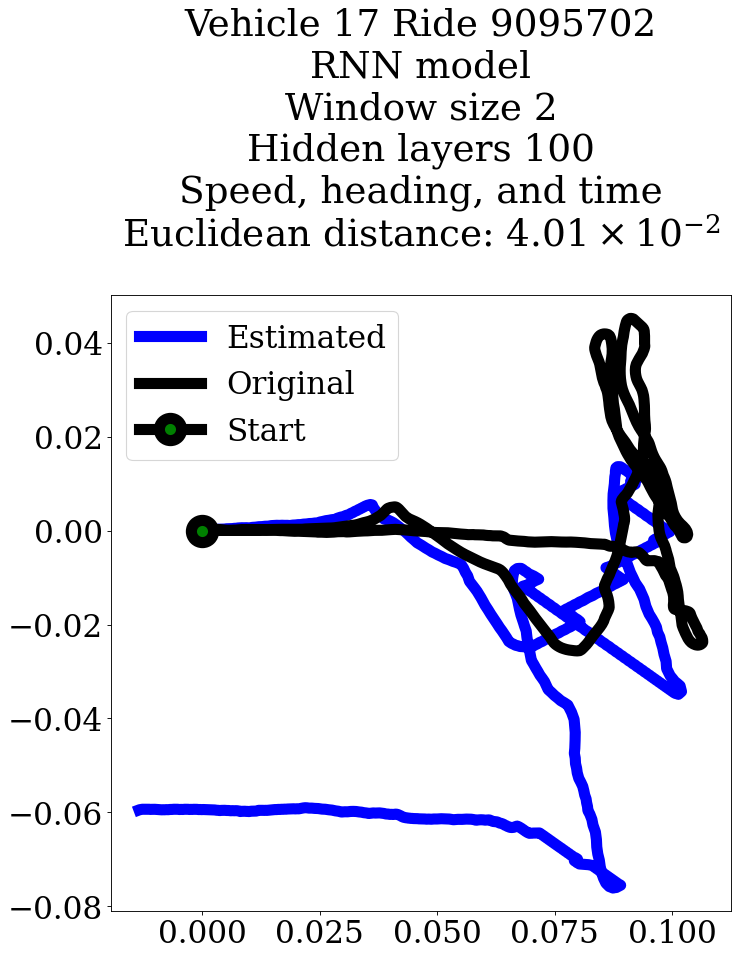 Vehicle 17 Ride 9095702
RNN model
Window size 2
Hidden layers 100
Speed, heading, and time
Euclidean distance: 4.01 × 10⁻²
Estimated
Original
Start
0.04
0.02
0.00
−0.02
−0.04
−0.06
−0.08
0.000 0.025 0.050 0.075 0.100